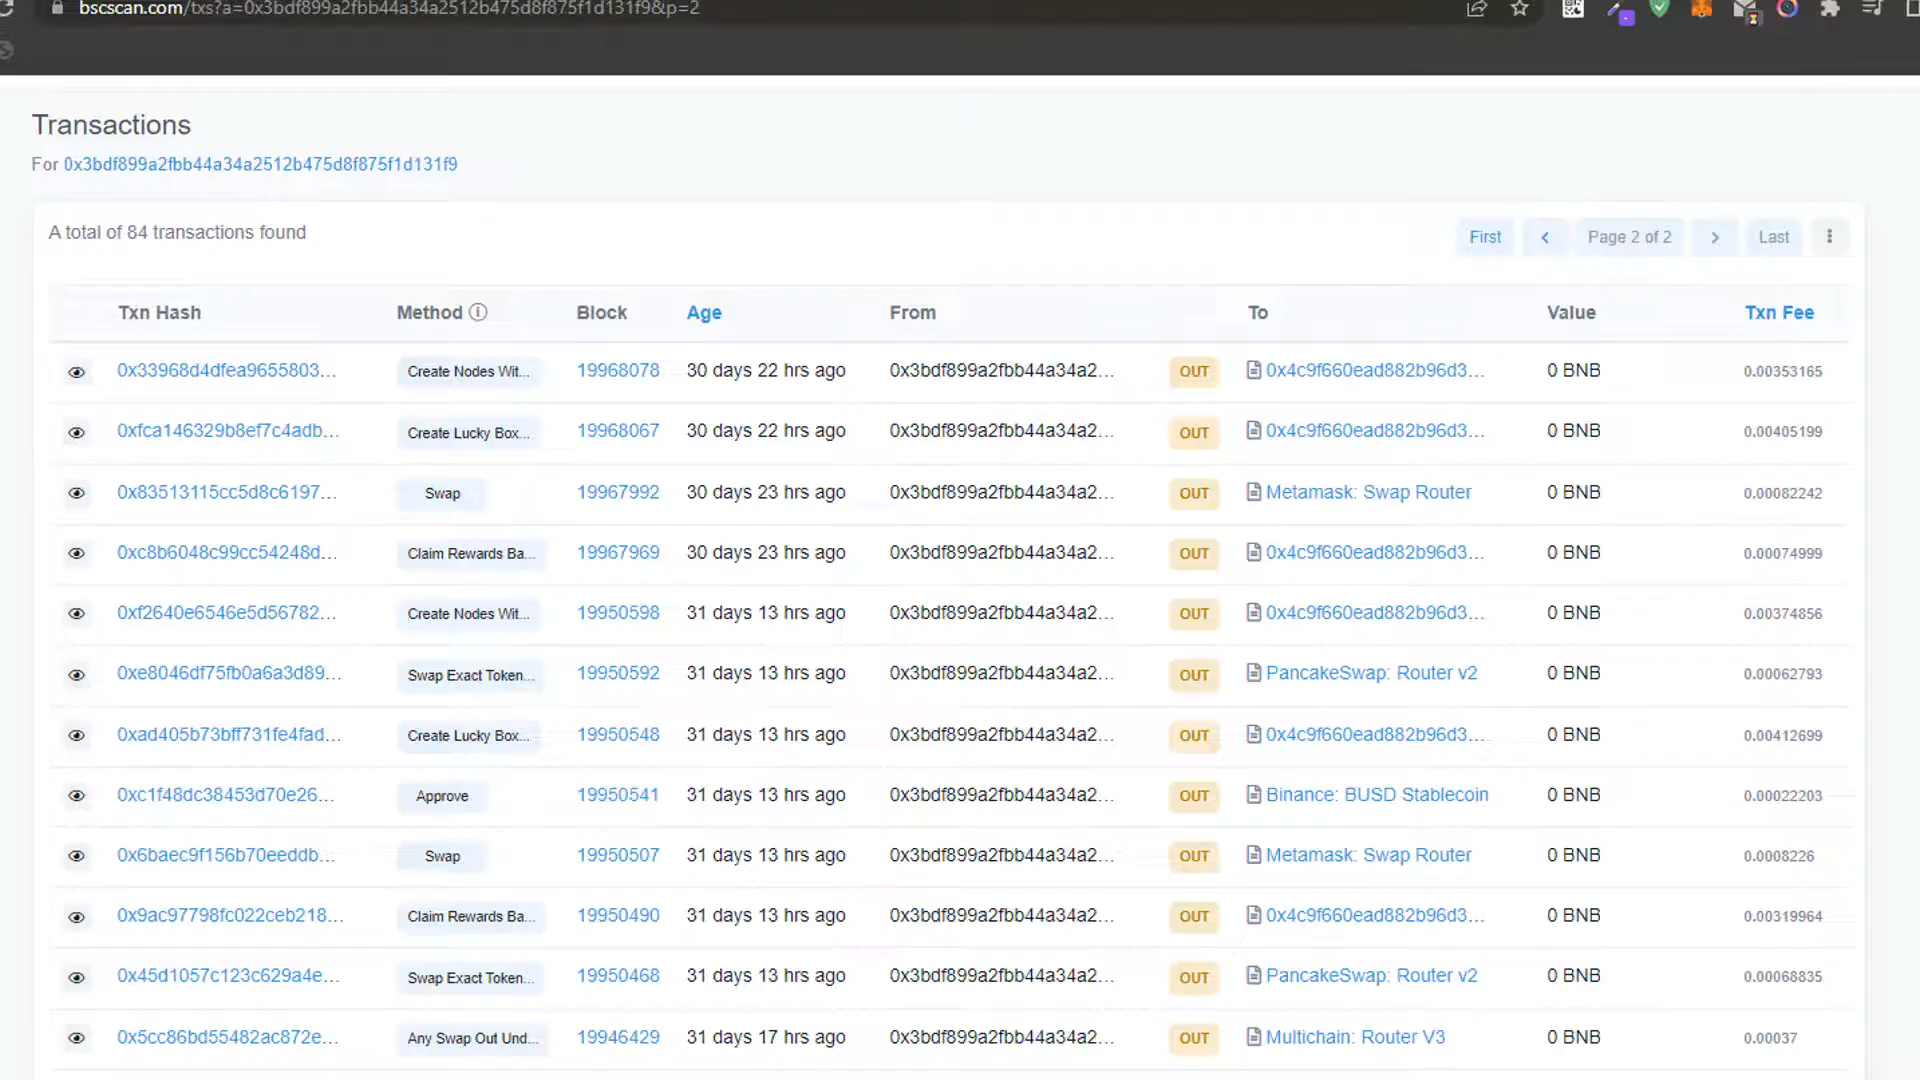 bscscan.com/txs?a=0x3bdf899a2fbb44a34a2512b475d8f875f1d131f9&p=2
Transactions
For 0x3bdf899a2fbb44a34a2512b475d8f875f1d131f9
A total of 84 transactions found
First Page 2 of 2 Last
Txn Hash Method Block Age From To Value Txn Fee
0x33968d4dfea9655803... Create Nodes Wit... 19968078 30 days 22 hrs ago 0x3bdf899a2fbb44a34a2... OUT 0x4c9f660ead882b96d3... 0 BNB 0.00353165
0xfca146329b8ef7c4adb... Create Lucky Box... 19968067 30 days 22 hrs ago 0x3bdf899a2fbb44a34a2... OUT 0x4c9f660ead882b96d3... 0 BNB 0.00405199
0x83513115cc5d8c6197... Swap 19967992 30 days 23 hrs ago 0x3bdf899a2fbb44a34a2... OUT Metamask: Swap Router 0 BNB 0.00082242
0xc8b6048c99cc54248d... Claim Rewards Ba... 19967969 30 days 23 hrs ago 0x3bdf899a2fbb44a34a2... OUT 0x4c9f660ead882b96d3... 0 BNB 0.00074999
0xf2640e6546e5d56782... Create Nodes Wit... 19950598 31 days 13 hrs ago 0x3bdf899a2fbb44a34a2... OUT 0x4c9f660ead882b96d3... 0 BNB 0.00374856
0xe8046df75fb0a6a3d89... Swap Exact Token... 19950592 31 days 13 hrs ago 0x3bdf899a2fbb44a34a2... OUT PancakeSwap: Router v2 0 BNB 0.00062793
0xad405b73bff731fe4fad... Create Lucky Box... 19950548 31 days 13 hrs ago 0x3bdf899a2fbb44a34a2... OUT 0x4c9f660ead882b96d3... 0 BNB 0.00412699
0xc1f48dc38453d70e26... Approve 19950541 31 days 13 hrs ago 0x3bdf899a2fbb44a34a2... OUT Binance: BUSD Stablecoin 0 BNB 0.00022203
0x6baec9f156b70eeddb... Swap 19950507 31 days 13 hrs ago 0x3bdf899a2fbb44a34a2... OUT Metamask: Swap Router 0 BNB 0.0008226
0x9ac97798fc022ceb218... Claim Rewards Ba... 19950490 31 days 13 hrs ago 0x3bdf899a2fbb44a34a2... OUT 0x4c9f660ead882b96d3... 0 BNB 0.00319964
0x45d1057c123c629a4e... Swap Exact Token... 19950468 31 days 13 hrs ago 0x3bdf899a2fbb44a34a2... OUT PancakeSwap: Router v2 0 BNB 0.00068835
0x5cc86bd55482ac872e... Any Swap Out Und... 19946429 31 days 17 hrs ago 0x3bdf899a2fbb44a34a2... OUT Multichain: Router V3 0 BNB 0.00037